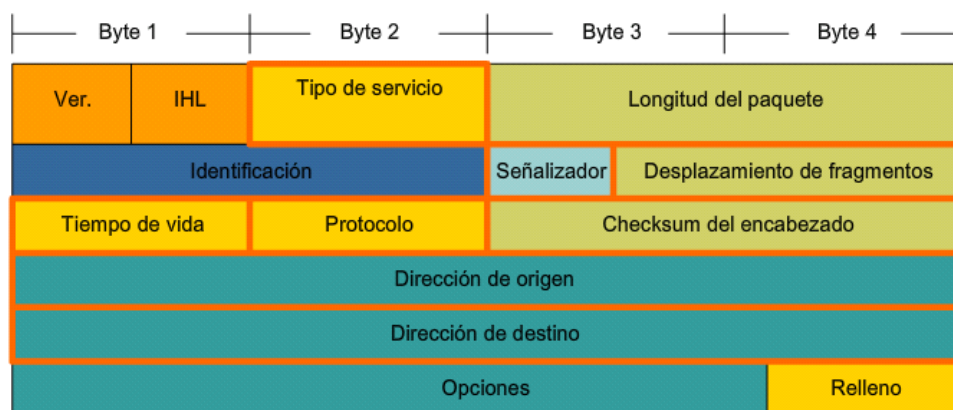 Byte 1 Byte 2 Byte 3 Byte 4
Ver. IHL Tipo de servicio Longitud del paquete
Identificación Señalizador Desplazamiento de fragmentos
Tiempo de vida Protocolo Checksum del encabezado
Dirección de origen
Dirección de destino
Opciones Relleno